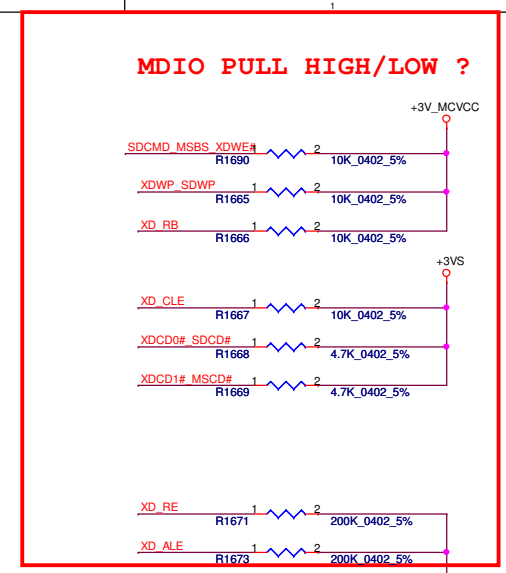 1
MDIO PULL HIGH/LOW ?
+3V_MCVCC
SDCMD_MSBS_XDWE# 1 2
R1690 10K_0402_5%
XDWP_SDWP 1 2
R1665 10K_0402_5%
XD_RB 1 2
R1666 10K_0402_5%
+3VS
XD_CLE 1 2
R1667 10K_0402_5%
XDCD0#_SDCD# 1 2
R1668 4.7K_0402_5%
XDCD1#_MSCD# 1 2
R1669 4.7K_0402_5%
XD_RE 1 2
R1671 200K_0402_5%
XD_ALE 1 2
R1673 200K_0402_5%